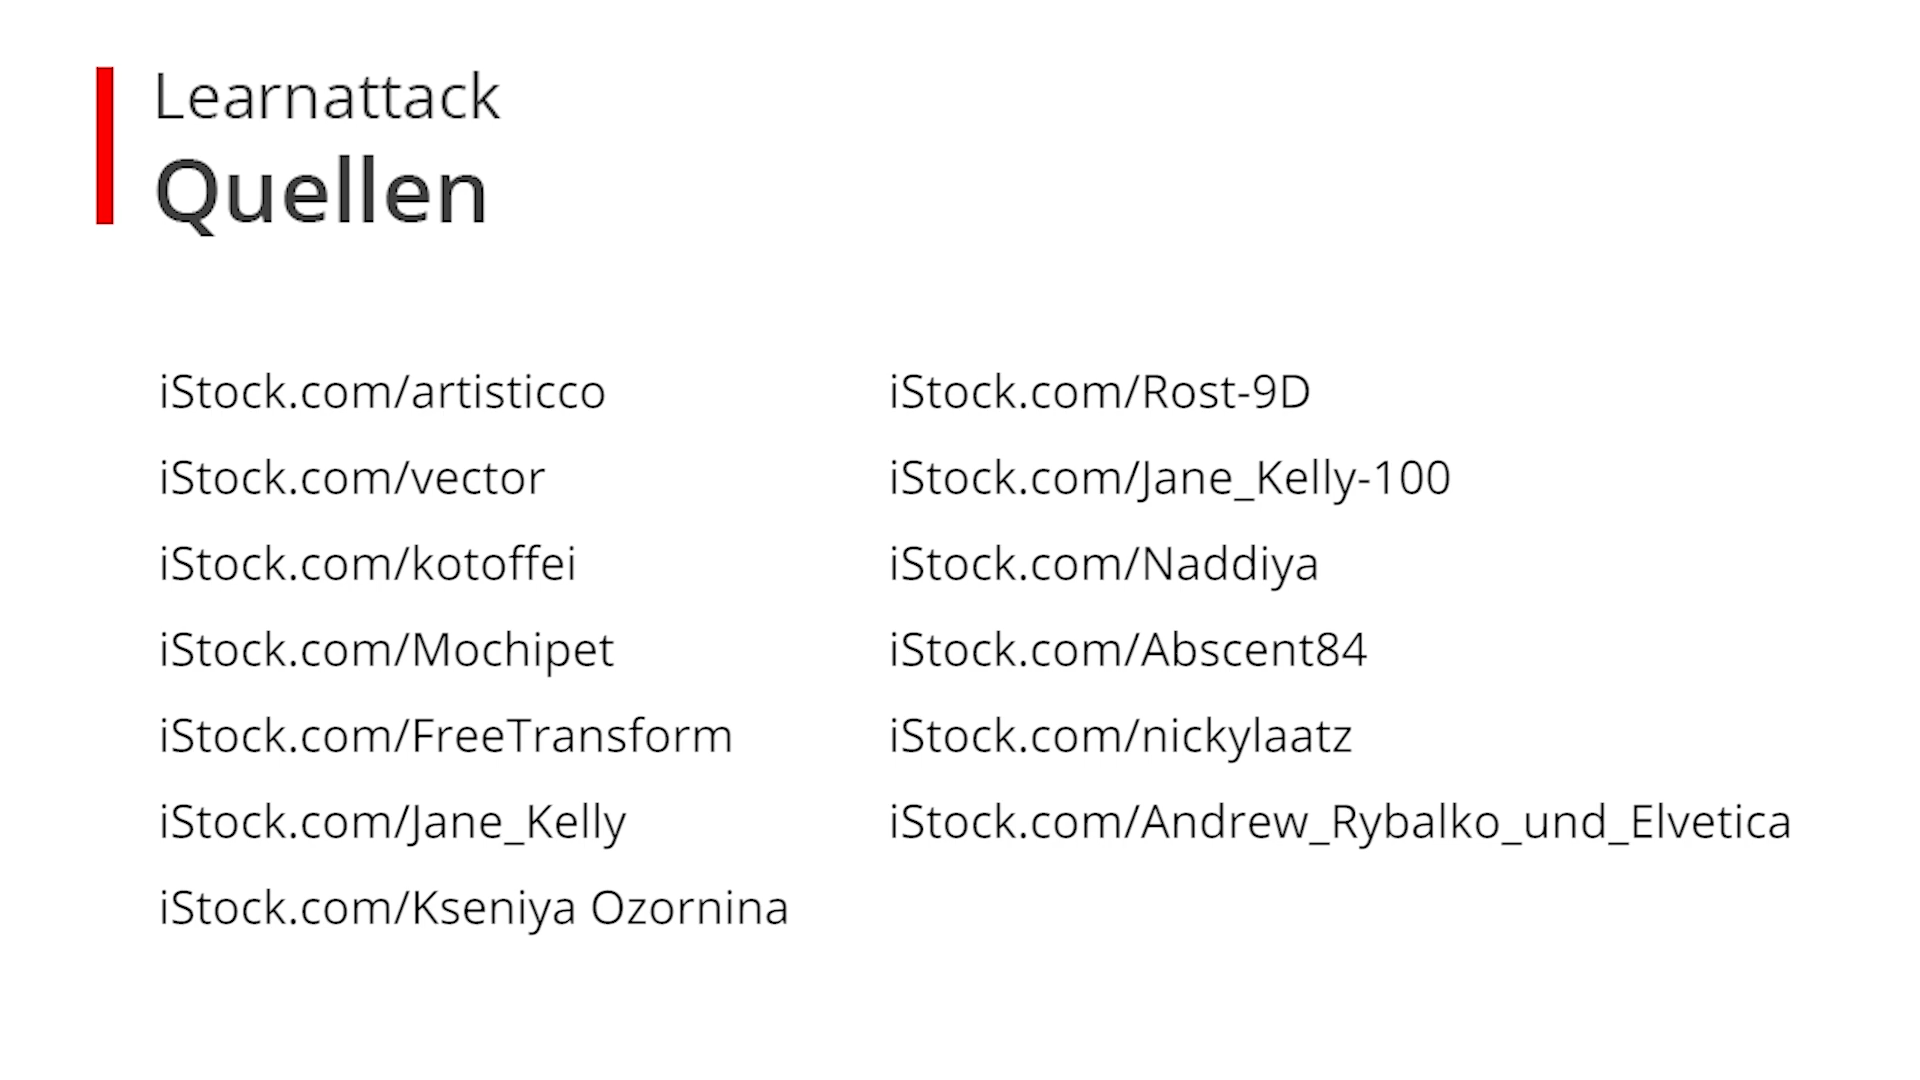 Learnattack
Quellen
iStock.com/artisticco
iStock.com/vector
iStock.com/kotoffei
iStock.com/Mochipet
iStock.com/FreeTransform
iStock.com/Jane_Kelly
iStock.com/Kseniya Ozornina
iStock.com/Rost-9D
iStock.com/Jane_Kelly-100
iStock.com/Naddiya
iStock.com/Abscent84
iStock.com/nickylaatz
iStock.com/Andrew_Rybalko_und_Elvetica